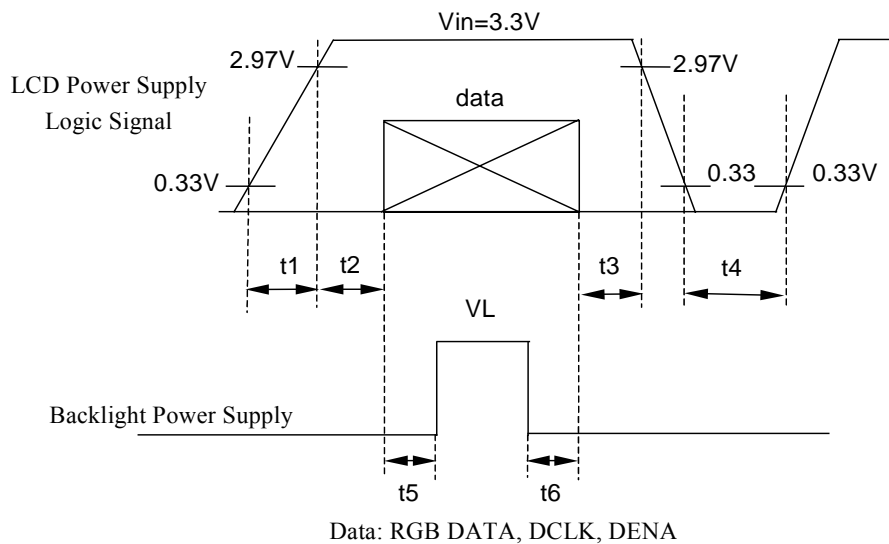 Vin=3.3V
2.97V
2.97V
LCD Power Supply
Logic Signal
data
0.33V
0.33
0.33V
t1
t2
t3
t4
VL
Backlight Power Supply
t5
t6
Data: RGB DATA, DCLK, DENA